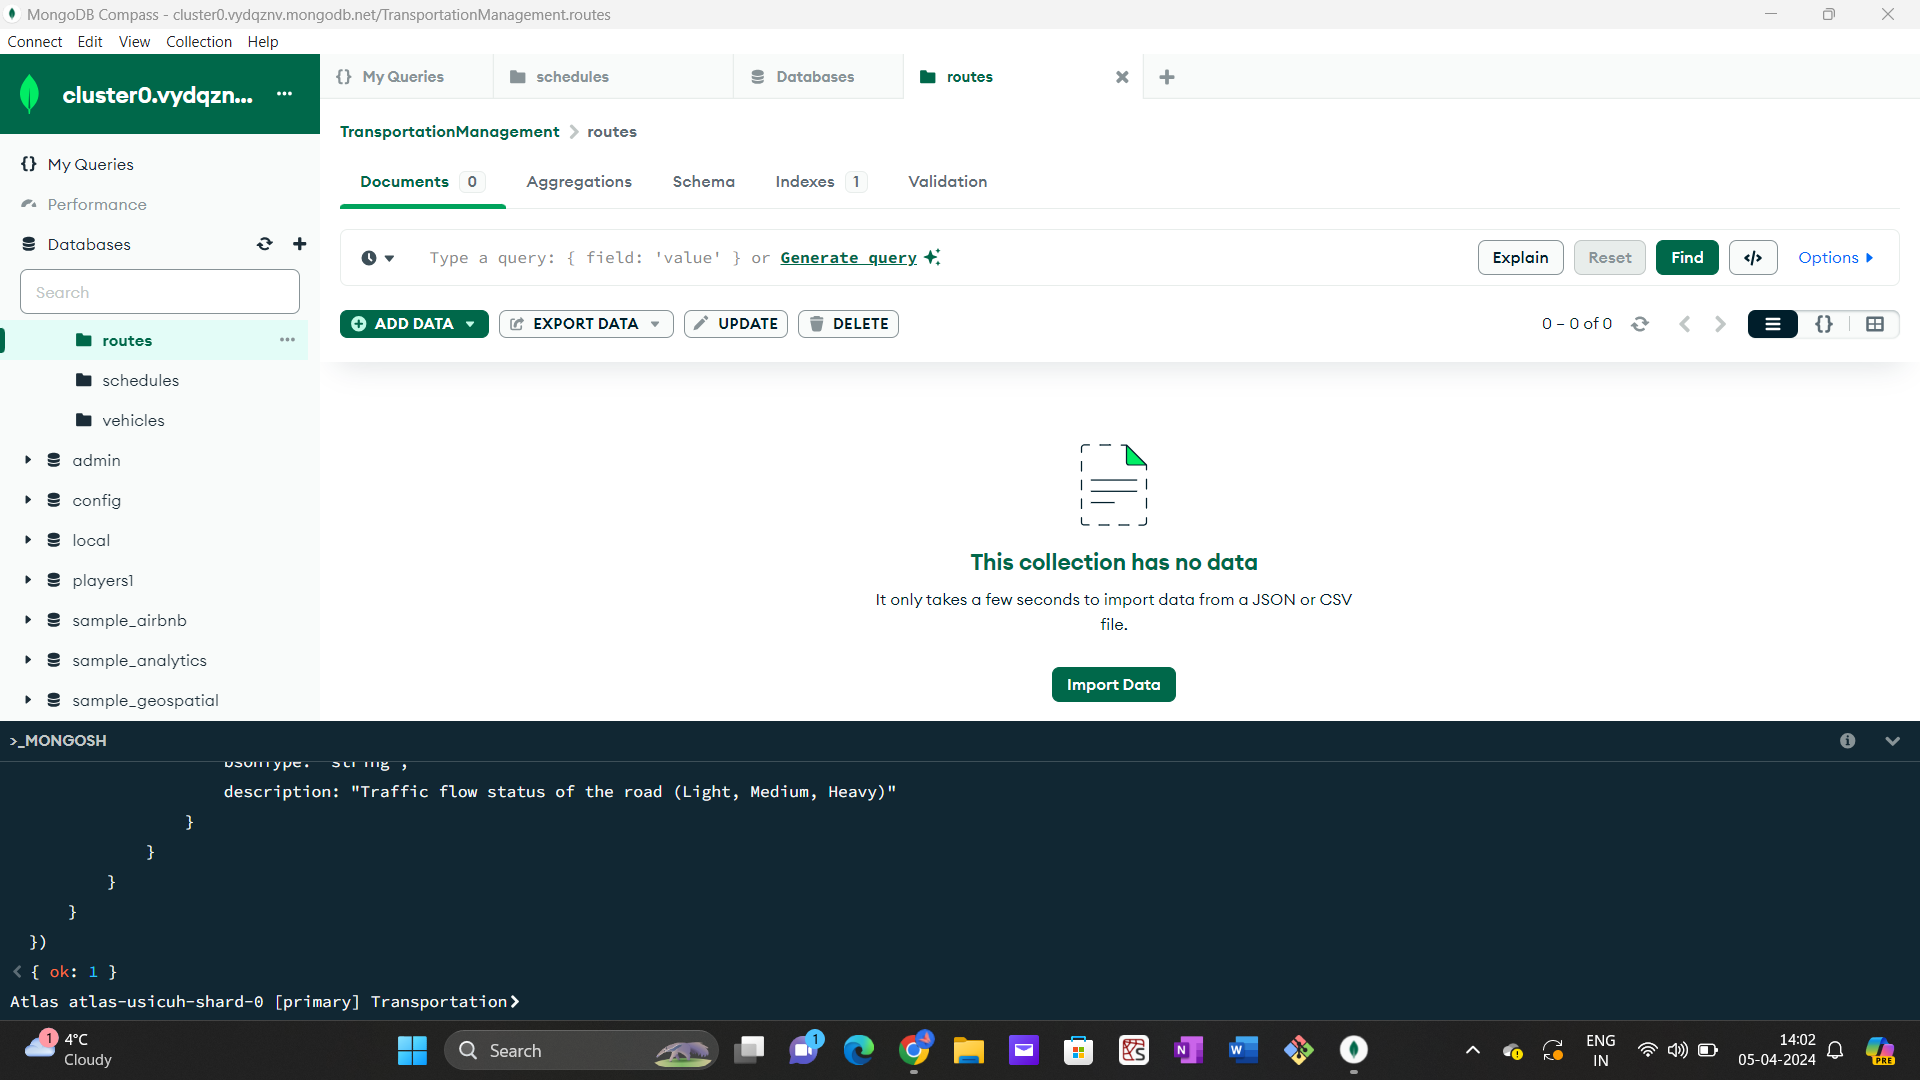 MongoDB Compass - cluster0.vydqznv.mongodb.net/TransportationManagement.routes
Connect Edit View Collection Help
cluster0.vydqzn... ...
My Queries
Performance
Databases
Search
routes ...
schedules
vehicles
admin
config
local
players1
sample_airbnb
sample_analytics
sample_geospatial
{} My Queries schedules Databases routes
TransportationManagement > routes
Documents 0 Aggregations Schema Indexes 1 Validation
Type a query: { field: 'value' } or Generate query
Explain Reset Find </> Options
ADD DATA EXPORT DATA UPDATE DELETE 0 – 0 of 0 {}
This collection has no data
It only takes a few seconds to import data from a JSON or CSV
file.
Import Data
>_MONGOSH
bsonType: "string",
description: "Traffic flow status of the road (Light, Medium, Heavy)"
}
}
}
}
})
< { ok: 1 }
Atlas atlas-usicuh-shard-0 [primary] Transportation>
1 4°C
Cloudy
Search
1
ENG
IN
14:02
05-04-2024
PRE